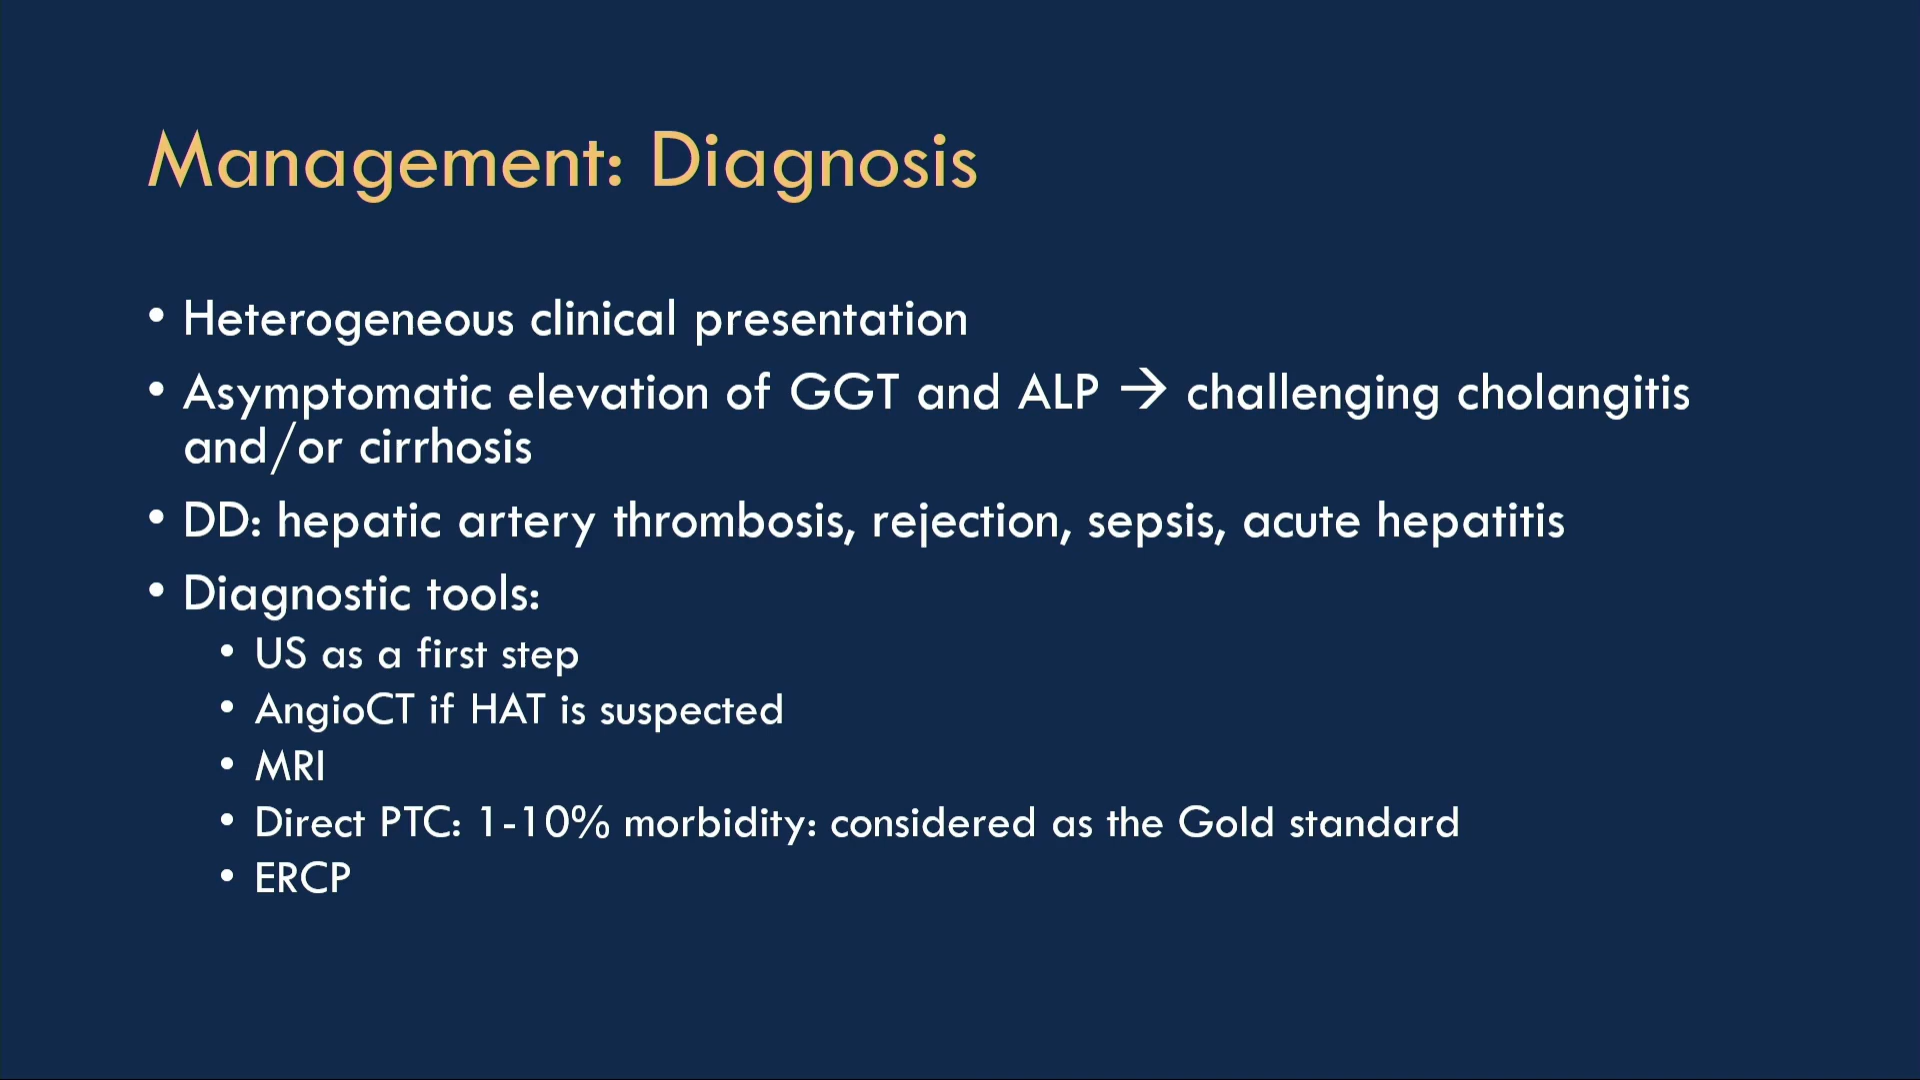 Management: Diagnosis
• Heterogeneous clinical presentation
• Asymptomatic elevation of GGT and ALP → challenging cholangitis
and/or cirrhosis
• DD: hepatic artery thrombosis, rejection, sepsis, acute hepatitis
• Diagnostic tools:
• US as a first step
• AngioCT if HAT is suspected
• MRI
• Direct PTC: 1-10% morbidity: considered as the Gold standard
• ERCP